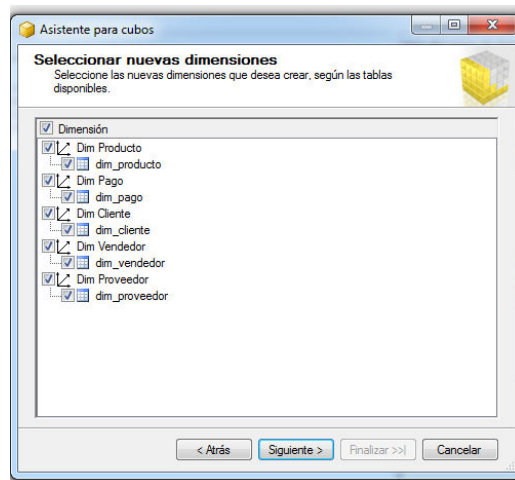 Asistente para cubos
Seleccionar nuevas dimensiones
Seleccione las nuevas dimensiones que desea crear, según las tablas
disponibles.
Dimensión
Dim Producto
dim_producto
Dim Pago
dim_pago
Dim Cliente
dim_cliente
Dim Vendedor
dim_vendedor
Dim Proveedor
dim_proveedor
< Atrás Siguiente > Finalizar >>| Cancelar